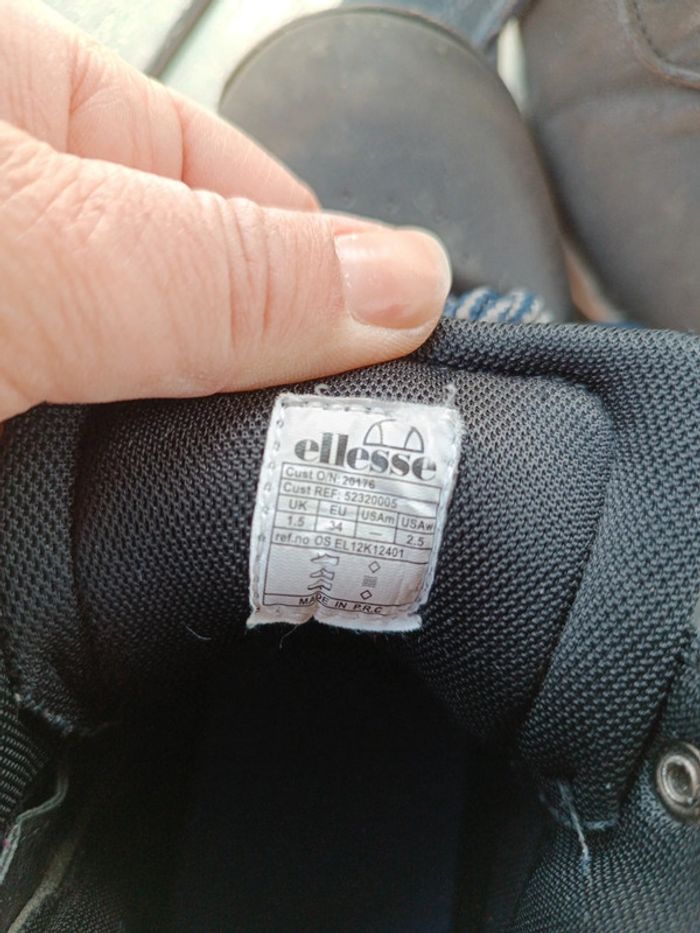 ellesse
Cust O/N: 20176
Cust REF: 52320005
UK EU USAm USAw
1.5 34 — 2.5
ref.no OS EL12K12401
MADE IN P.R.C